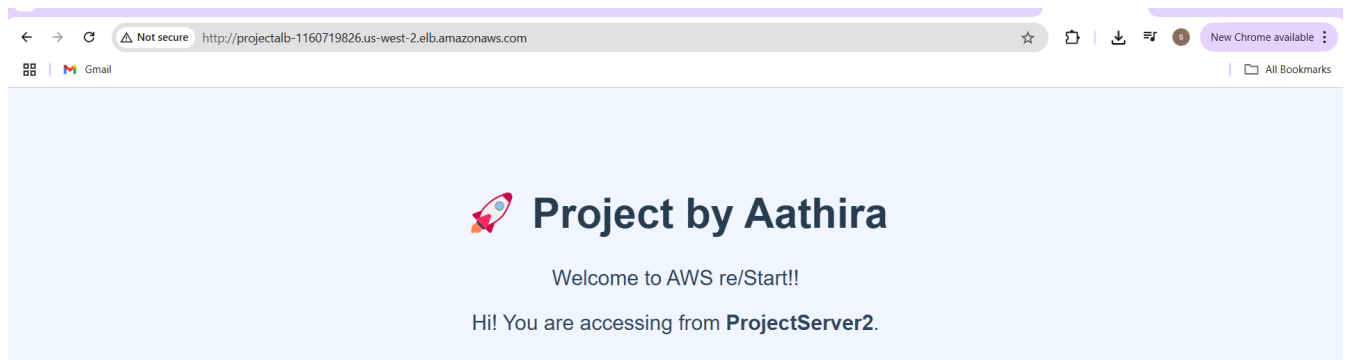 Not secure http://projectalb-1160719826.us-west-2.elb.amazonaws.com s New Chrome available
Gmail All Bookmarks
Project by Aathira
Welcome to AWS re/Start!!
Hi! You are accessing from ProjectServer2.